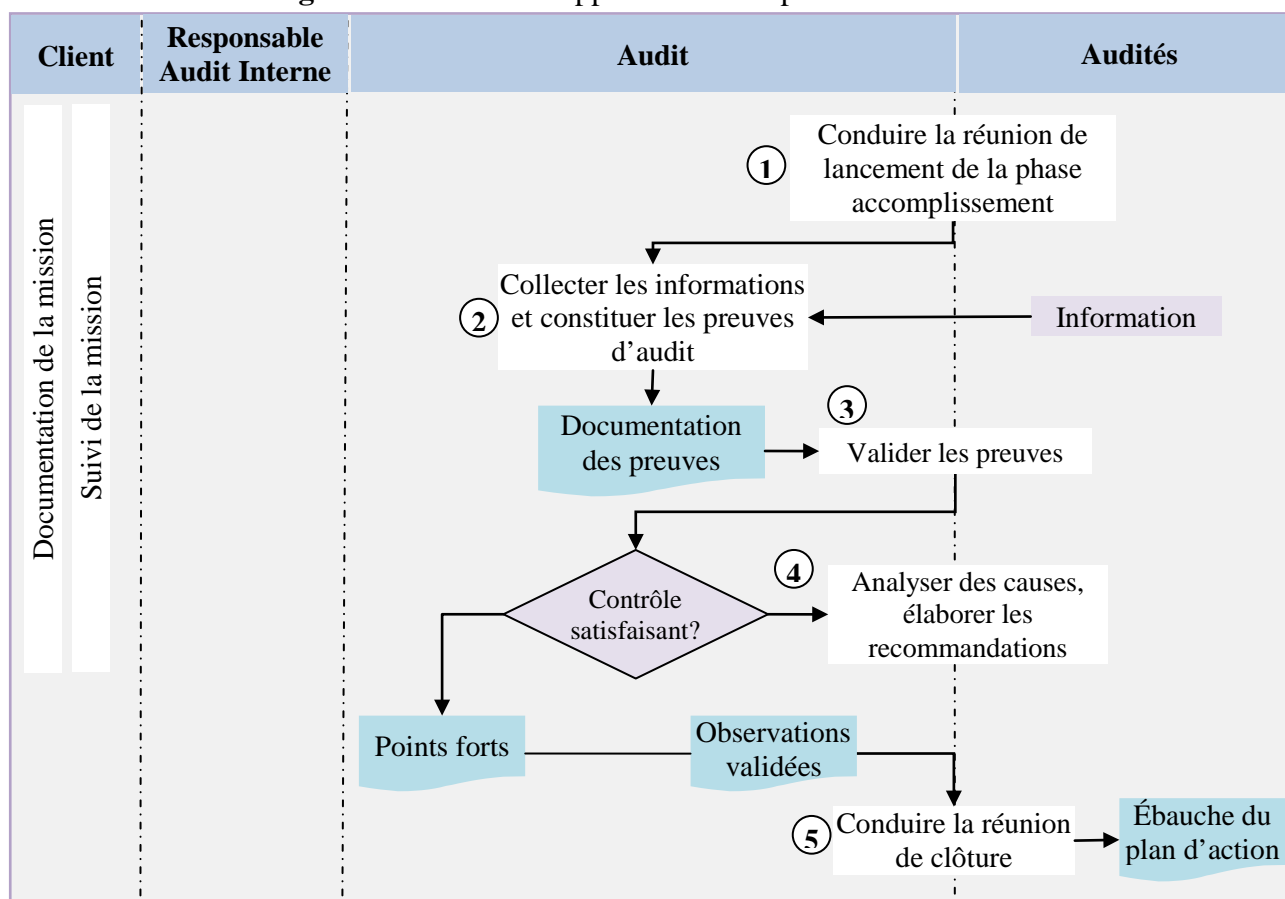 Client
Responsable
Audit Interne
Audit
Audités
Documentation de la mission
Suivi de la mission
1
Conduire la réunion de
lancement de la phase
accomplissement
2
Collecter les informations
et constituer les preuves
d’audit
Information
Documentation
des preuves
3
Valider les preuves
Contrôle
satisfaisant?
4
Analyser des causes,
élaborer les
recommandations
Points forts
Observations
validées
5
Conduire la réunion
de clôture
Ébauche du
plan d’action